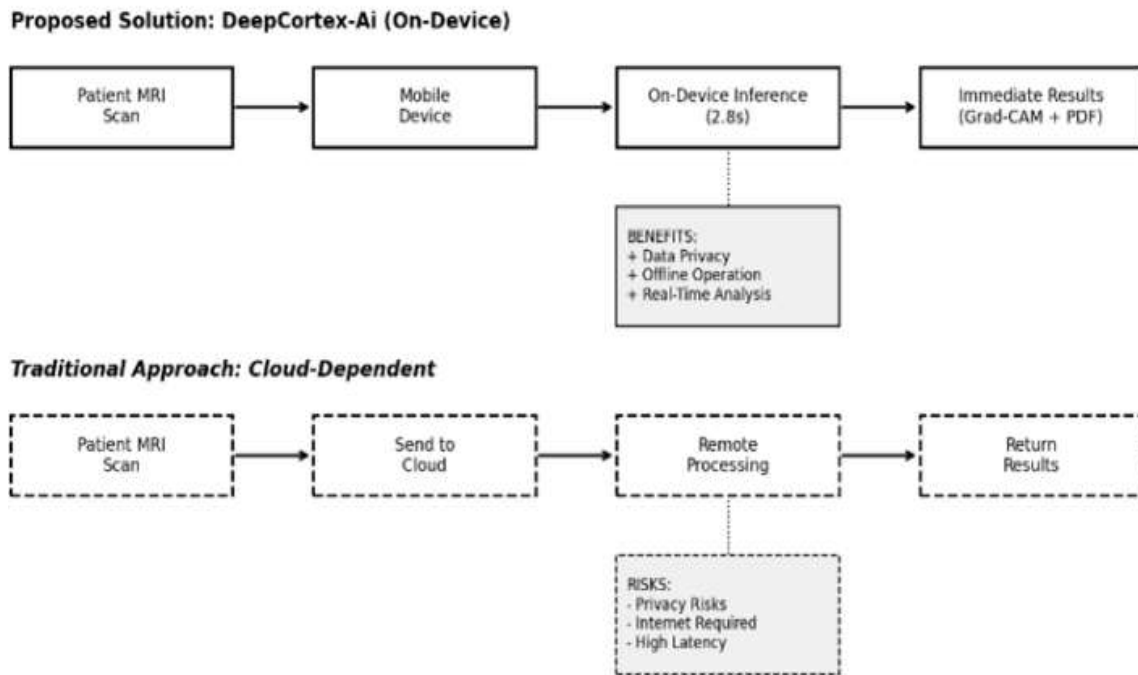 Proposed Solution: DeepCortex-Ai (On-Device)
Patient MRI
Scan
Mobile
Device
On-Device Inference
(2.8s)
Immediate Results
(Grad-CAM + PDF)
BENEFITS:
+ Data Privacy
+ Offline Operation
+ Real-Time Analysis
Traditional Approach: Cloud-Dependent
Patient MRI
Scan
Send to
Cloud
Remote
Processing
Return
Results
RISKS:
- Privacy Risks
- Internet Required
- High Latency